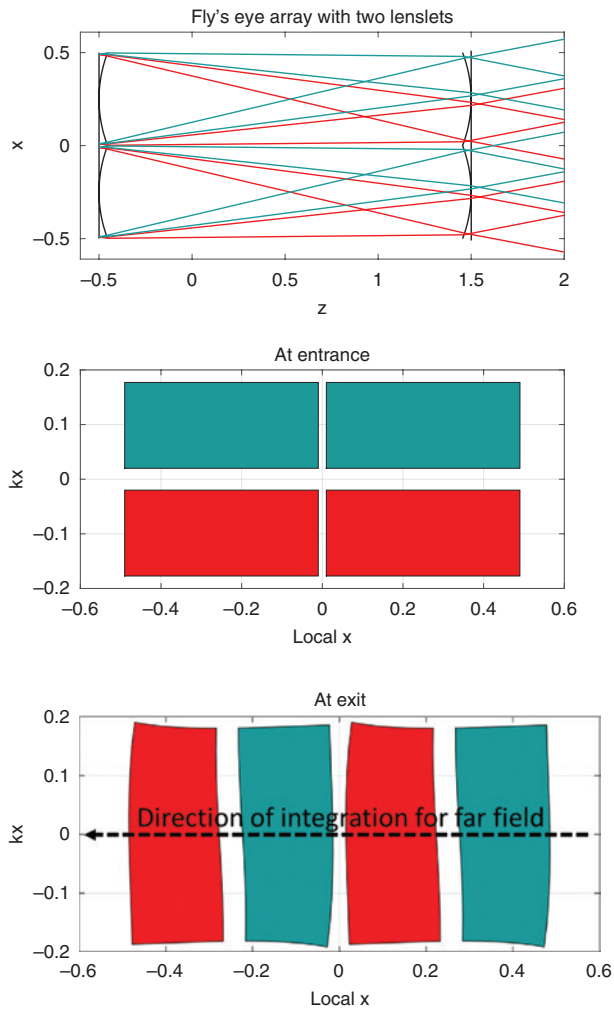 Fly's eye array with two lenslets
0.5
0
−0.5
x
−0.5 0 0.5 1 1.5 2
z
At entrance
0.2
0.1
0
−0.1
−0.2
kx
−0.6 −0.4 −0.2 0 0.2 0.4 0.6
Local x
At exit
0.2
0.1
0
−0.1
−0.2
kx
Direction of integration for far field
−0.6 −0.4 −0.2 0 0.2 0.4 0.6
Local x